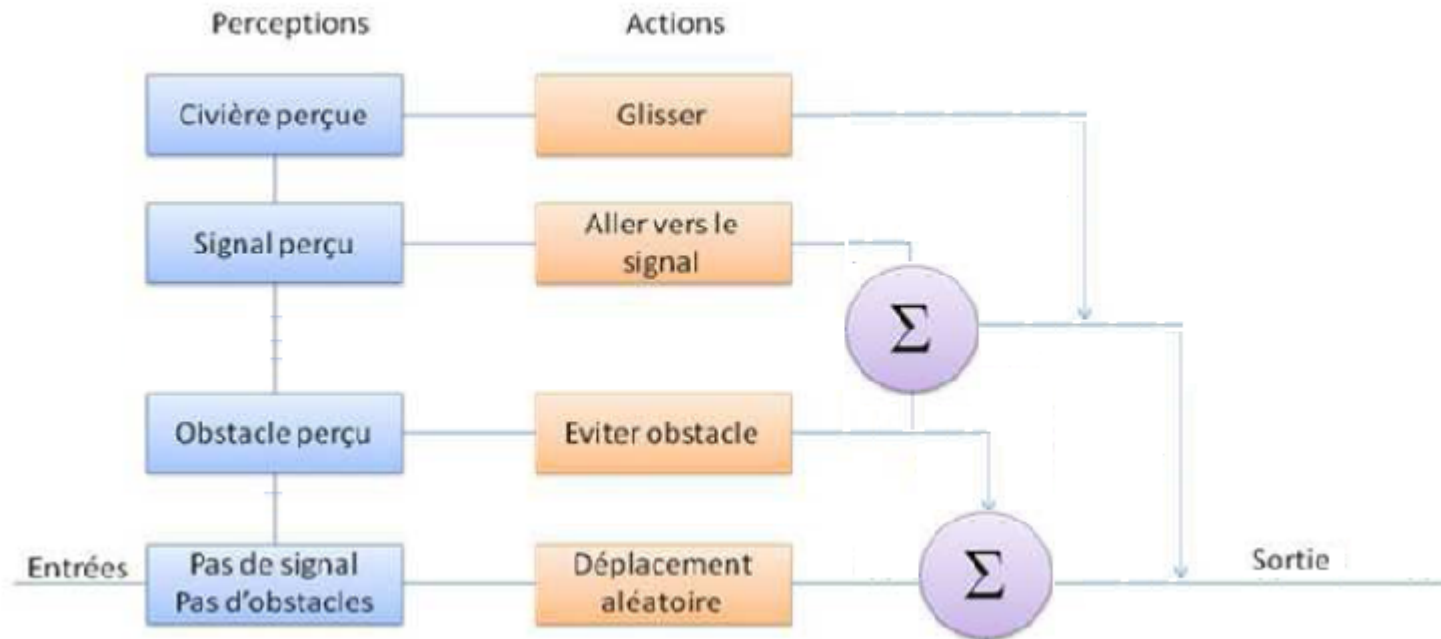 Perceptions
Actions
Civière perçue
Glisser
Signal perçu
Aller vers le
signal
Σ
Obstacle perçu
Eviter obstacle
Entrées
Pas de signal
Pas d'obstacles
Déplacement
aléatoire
Σ
Sortie